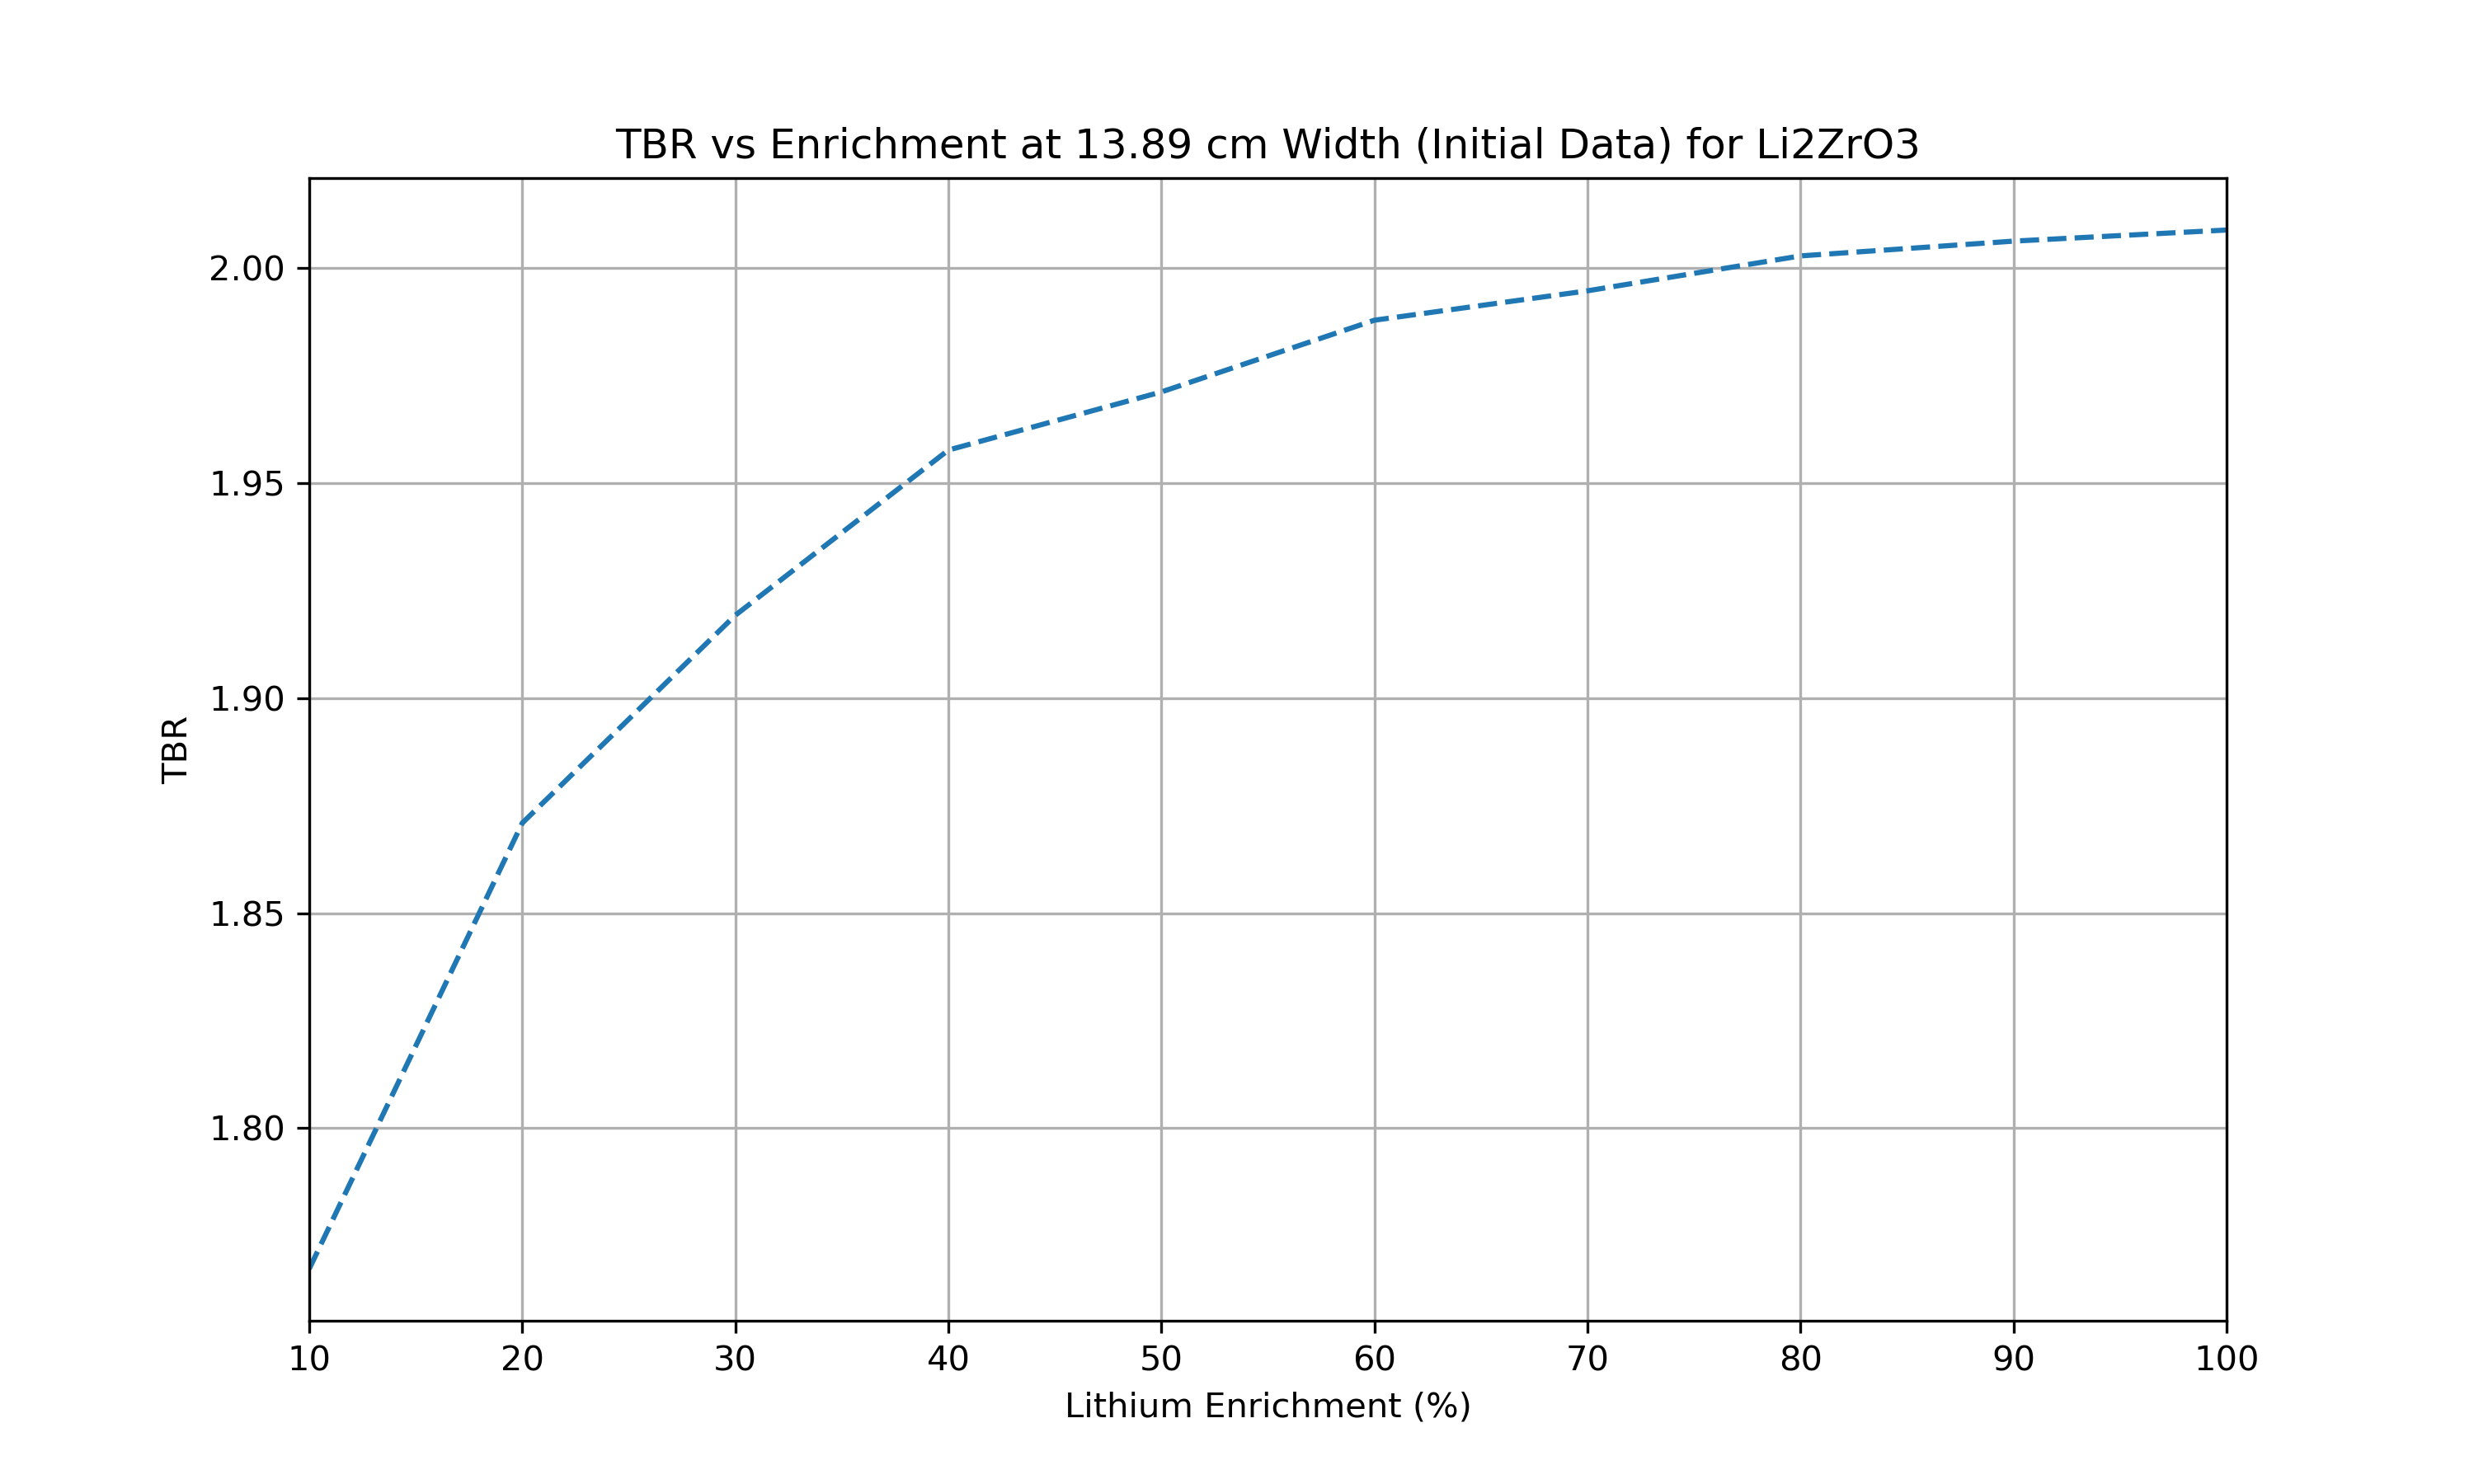 TBR vs Enrichment at 13.89 cm Width (Initial Data) for Li2ZrO3
2.00
1.95
1.90
1.85
1.80
TBR
10 20 30 40 50 60 70 80 90 100
Lithium Enrichment (%)